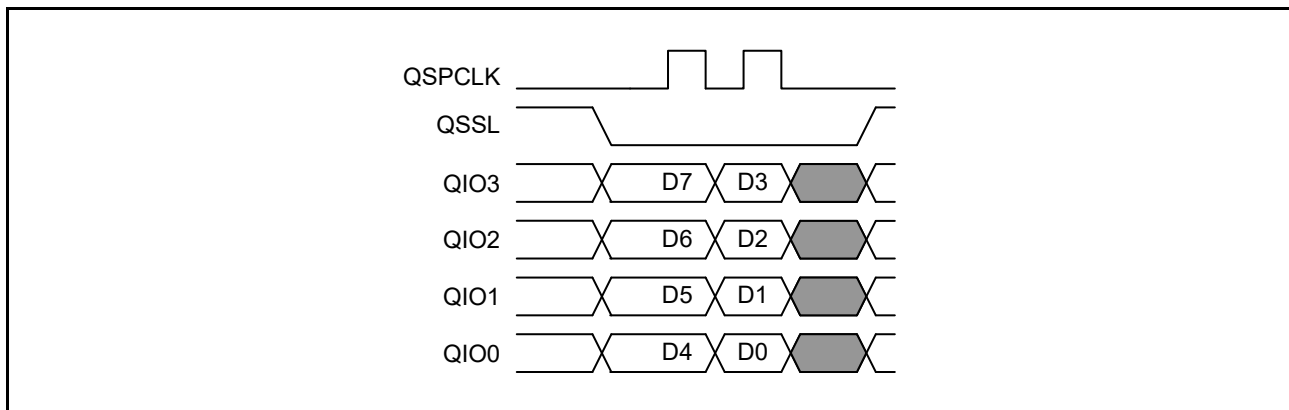 QSPCLK
QSSL
QIO3 D7 D3
QIO2 D6 D2
QIO1 D5 D1
QIO0 D4 D0